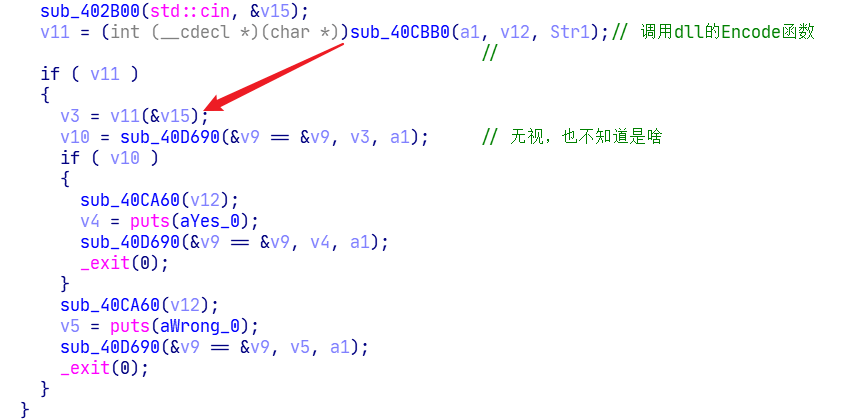 sub_402B00(std::cin, &v15);
v11 = (int (__cdecl *)(char *))sub_40CBB0(a1, v12, Str1);// 调用dll的Encode函数
//
if ( v11 )
{
v3 = v11(&v15);
v10 = sub_40D690(&v9 == &v9, v3, a1); // 无视，也不知道是啥
if ( v10 )
{
sub_40CA60(v12);
v4 = puts(aYes_0);
sub_40D690(&v9 == &v9, v4, a1);
_exit(0);
}
sub_40CA60(v12);
v5 = puts(aWrong_0);
sub_40D690(&v9 == &v9, v5, a1);
_exit(0);
}
}